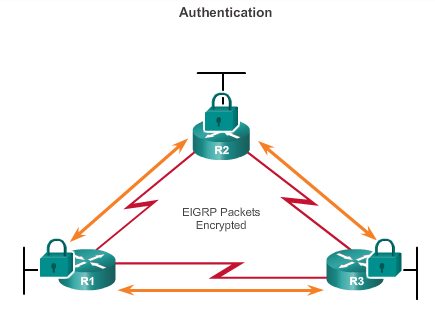 Authentication
R2
EIGRP Packets
Encrypted
R1
R3